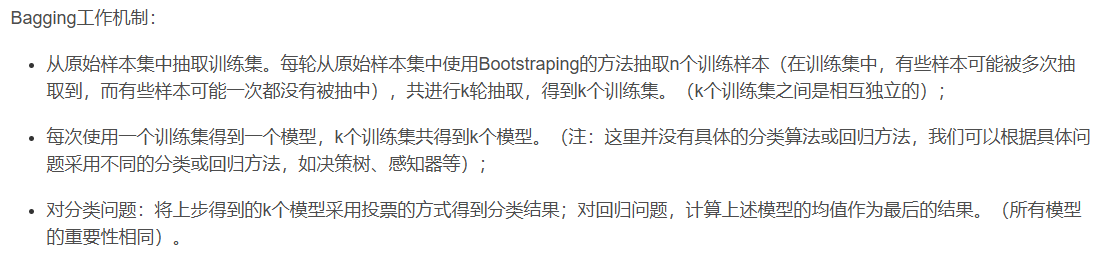 Bagging工作机制：
从原始样本集中抽取训练集。每轮从原始样本集中使用Bootstraping的方法抽取n个训练样本（在训练集中，有些样本可能被多次抽
取到，而有些样本可能一次都没有被抽中），共进行k轮抽取，得到k个训练集。（k个训练集之间是相互独立的）；
每次使用一个训练集得到一个模型，k个训练集共得到k个模型。（注：这里并没有具体的分类算法或回归方法，我们可以根据具体问
题采用不同的分类或回归方法，如决策树、感知器等）；
对分类问题：将上步得到的k个模型采用投票的方式得到分类结果；对回归问题，计算上述模型的均值作为最后的结果。（所有模型
的重要性相同）。